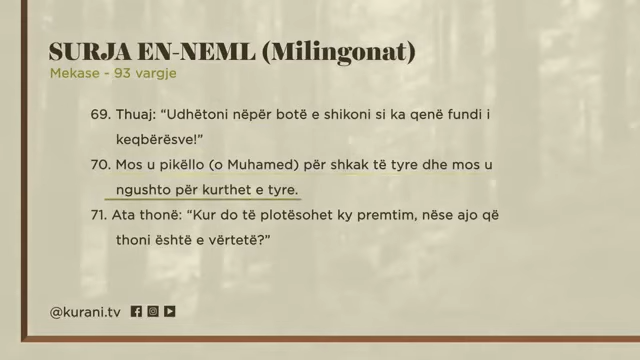 SURJA EN-NEML (Milingonat)
Mekase - 93 vargje
69. Thuaj: “Udhëtoni nëpër botë e shikoni si ka qenë fundi i
keqbërësve!”
70. Mos u pikëllo (o Muhamed) për shkak të tyre dhe mos u
ngushto për kurthet e tyre.
71. Ata thonë: “Kur do të plotësohet ky premtim, nëse ajo që
thoni është e vërtetë?”
@kurani.tv